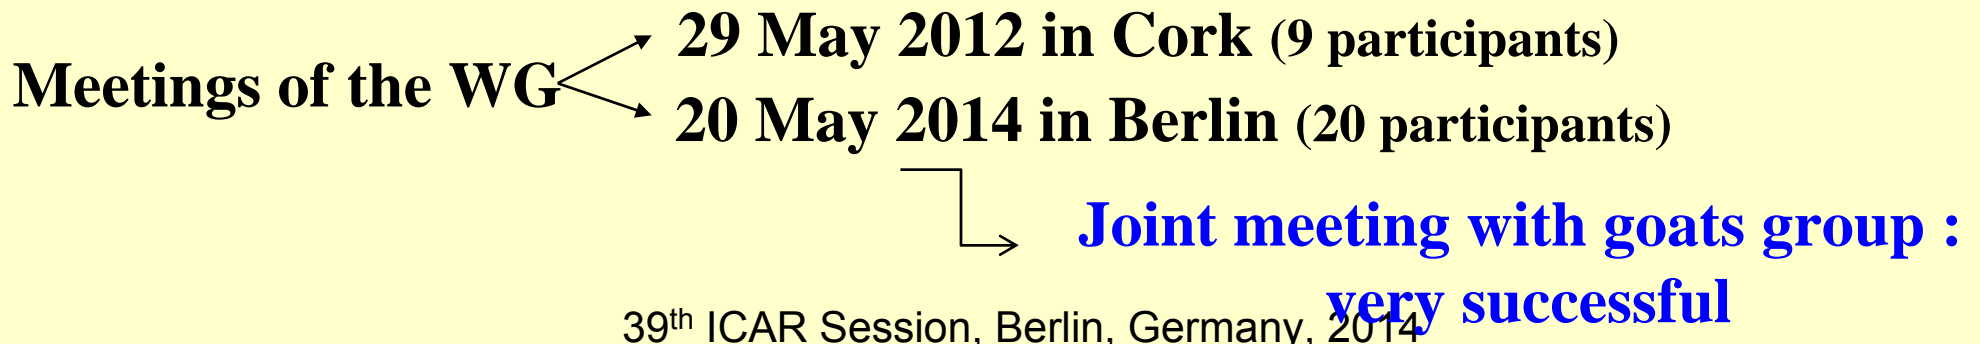 29 May 2012 in Cork (9 participants)
Meetings of the WG
20 May 2014 in Berlin (20 participants)
Joint meeting with goats group :
very successful
39th ICAR Session, Berlin, Germany, 2014